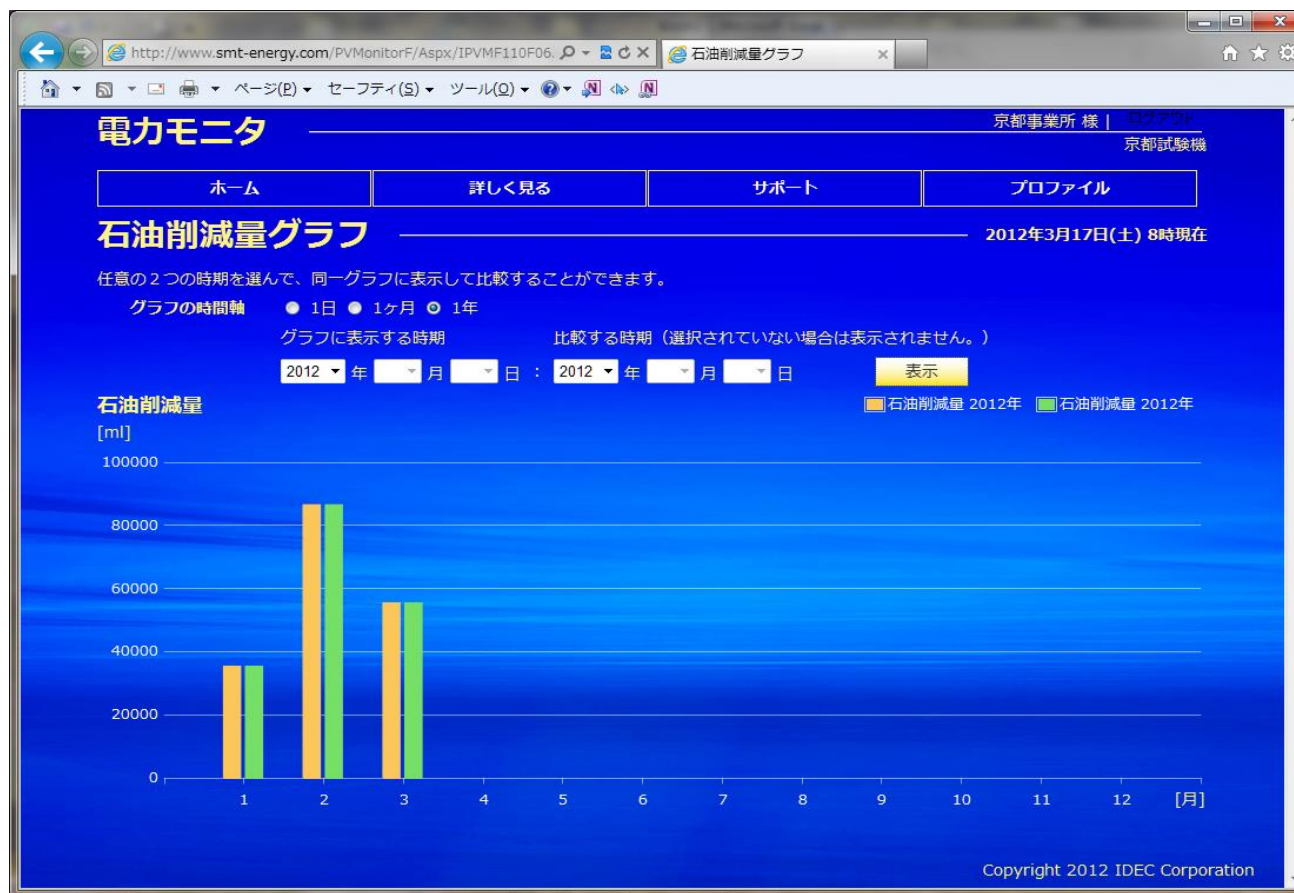 http://www.smt-energy.com/PVMonitorF/Aspx/IPVMF110F06.
石油削減量グラフ
ページ(P) セーフティ(S) ツール(O)
電力モニタ
京都事業所 様 | ログアウト
京都試験機
ホーム 詳しく見る サポート プロファイル
石油削減量グラフ
2012年3月17日(土) 8時現在
任意の2つの時期を選んで、同一グラフに表示して比較することができます。
グラフの時間軸 1日 1ヶ月 1年
グラフに表示する時期 比較する時期(選択されていない場合は表示されません。)
2012 年 月 日 : 2012 年 月 日 表示
石油削減量
石油削減量 2012年 石油削減量 2012年
[ml]
100000
80000
60000
40000
20000
0
1 2 3 4 5 6 7 8 9 10 11 12 [月]
Copyright 2012 IDEC Corporation